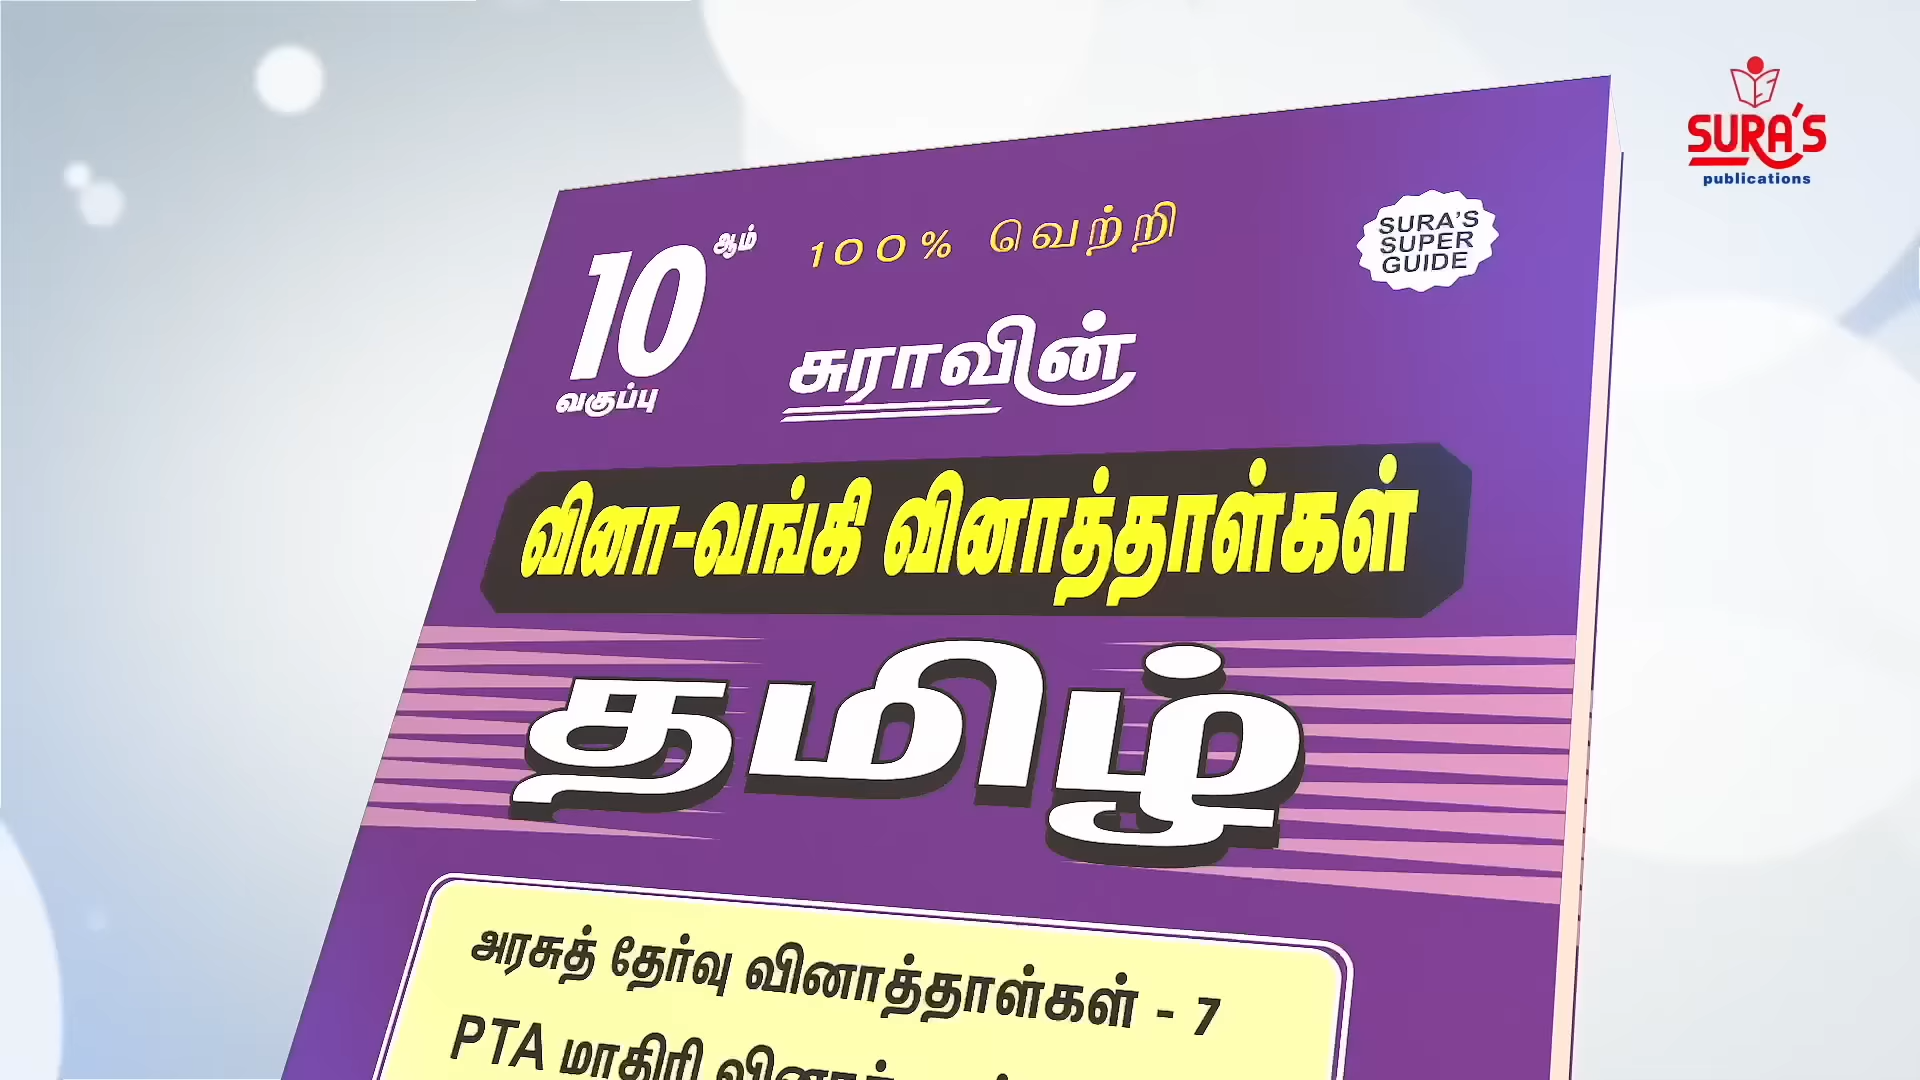 SURA'S
publications
10 ஆம்
வகுப்பு
100% வெற்றி
SURA'S
SUPER
GUIDE
சுராவின்
வினா-வங்கி வினாத்தாள்கள்
தமிழ்
அரசுத் தேர்வு வினாத்தாள்கள் - 7
PTA மாதிரி